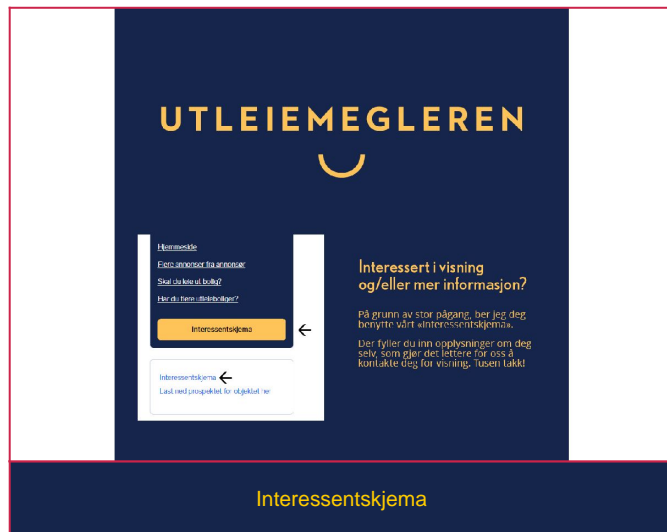 UTLEIEMEGLEREN
Hjemmeside
Flere annonser fra annonsør
Skal du leie ut bolig?
Har du flere utleieboliger?
Interessentskjema
Interessentskjema
Last ned prospektet for objektet her
Interessert i visning
og/eller mer informasjon?
På grunn av stor pågang, ber jeg deg
benytte vårt «Interessentskjema».
Der fyller du inn opplysninger om deg
selv, som gjør det lettere for oss å
kontakte deg for visning. Tusen takk!
Interessentskjema